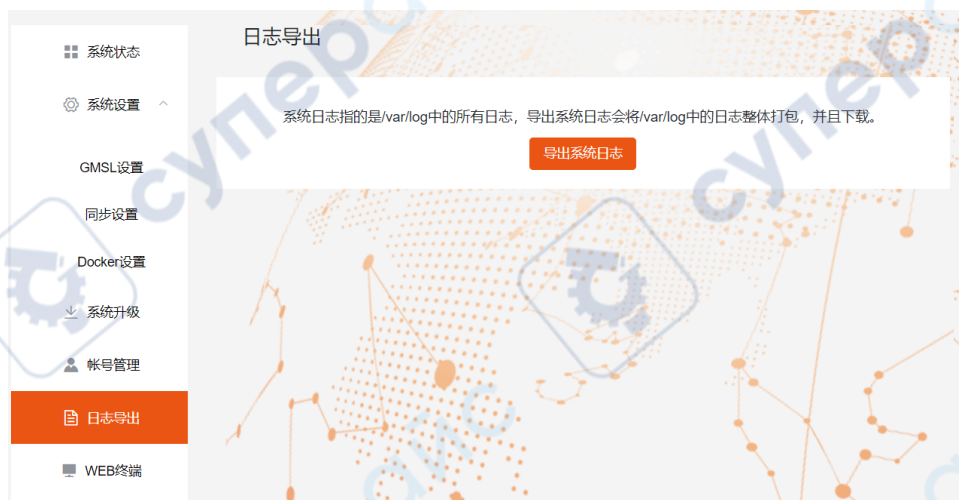 日志导出
系统状态
系统设置
GMSL设置
同步设置
Docker设置
系统升级
帐号管理
日志导出
WEB终端
系统日志指的是/var/log中的所有日志，导出系统日志会将/var/log中的日志整体打包，并且下载。
导出系统日志